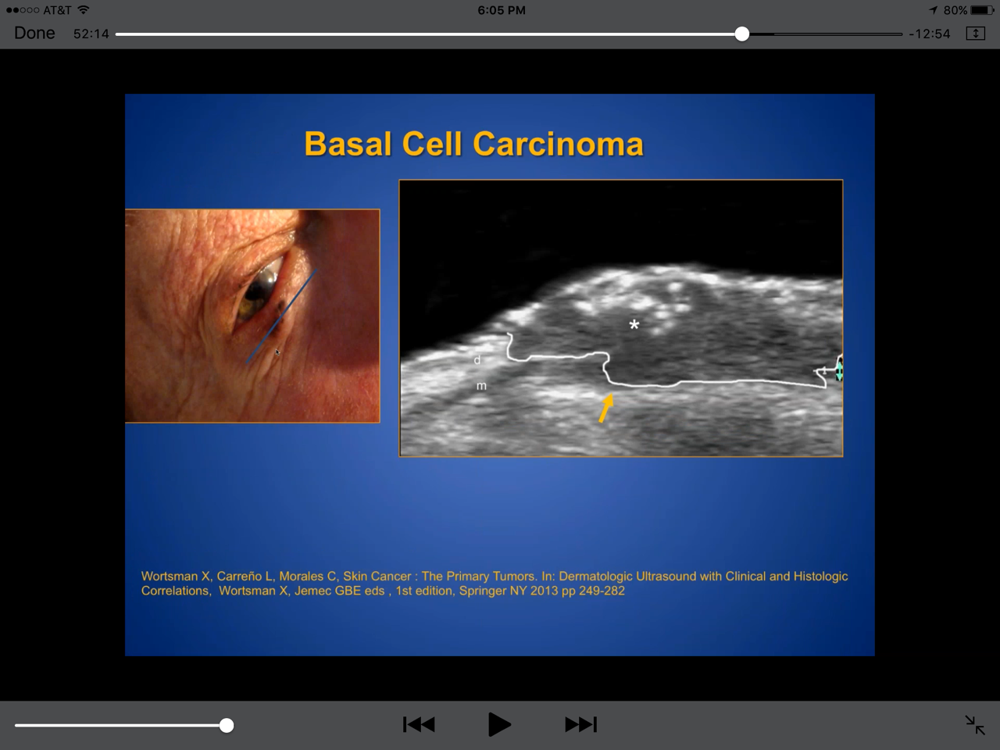 AT&T 6:05 PM 80%
Done 52:14 -12:54
Basal Cell Carcinoma
*
d
m
Wortsman X, Carreño L, Morales C, Skin Cancer : The Primary Tumors. In: Dermatologic Ultrasound with Clinical and Histologic
Correlations, Wortsman X, Jemec GBE eds , 1st edition, Springer NY 2013 pp 249-282